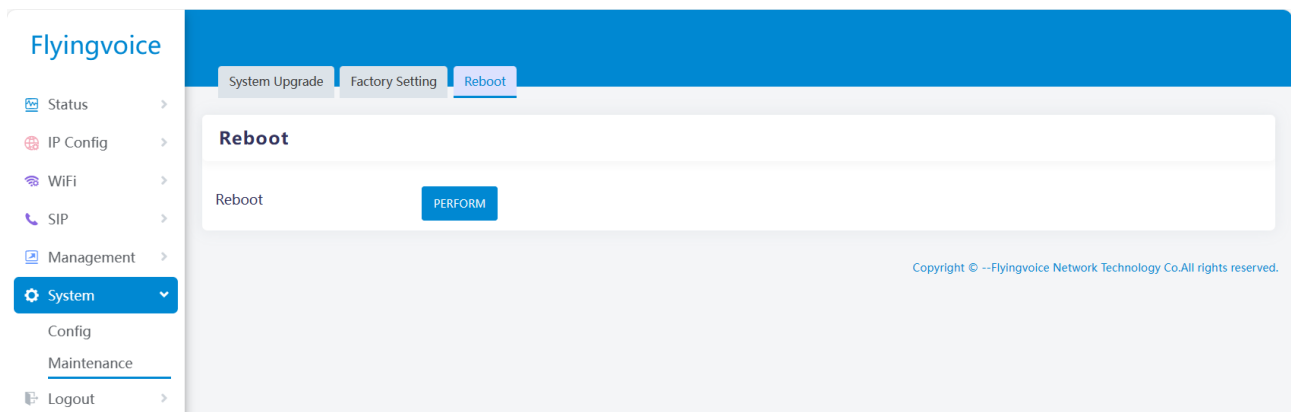 Flyingvoice
System Upgrade
Factory Setting
Reboot
Status
IP Config
WiFi
SIP
Management
System
Config
Maintenance
Logout
Reboot
Reboot
PERFORM
Copyright © --Flyingvoice Network Technology Co.All rights reserved.